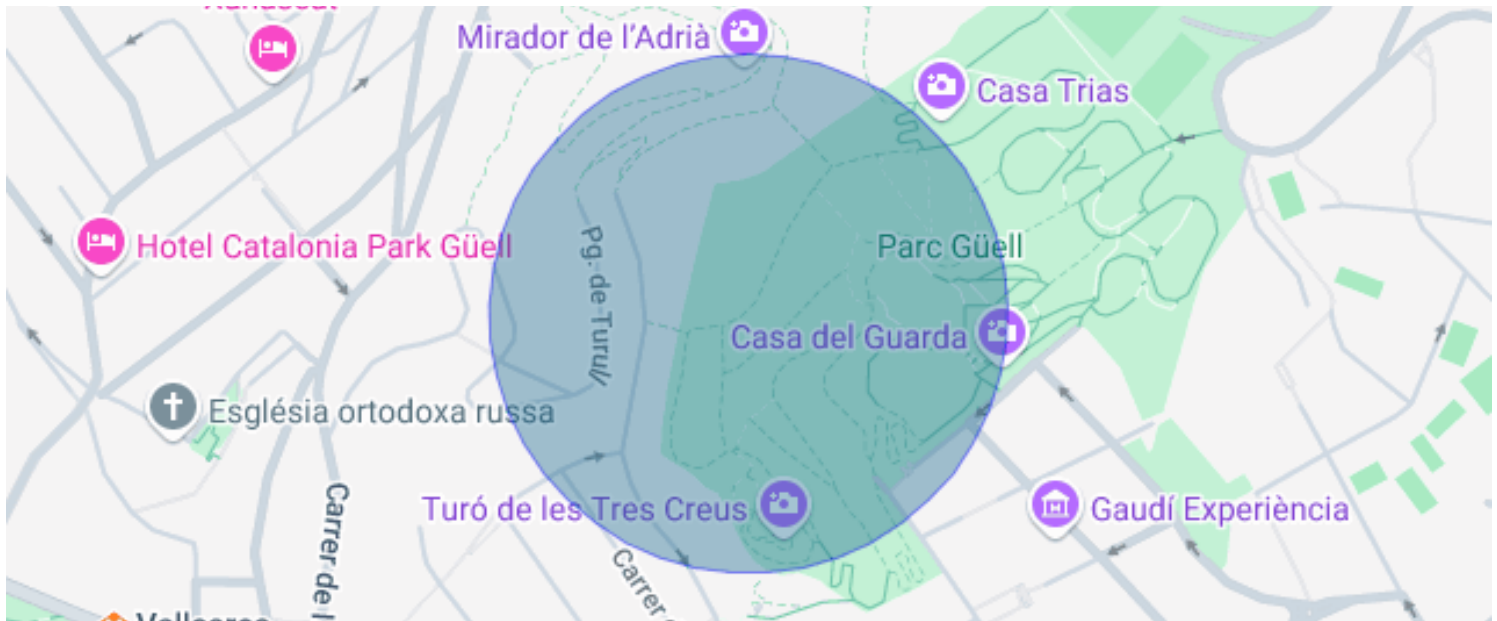 Mirador de l'Adrià
Casa Trias
Hotel Catalonia Park Güell
Parc Güell
Pg. de Turull
Casa del Guarda
Església ortodoxa russa
Turó de les Tres Creus
Gaudí Experiència
Carrer de l
Carrer